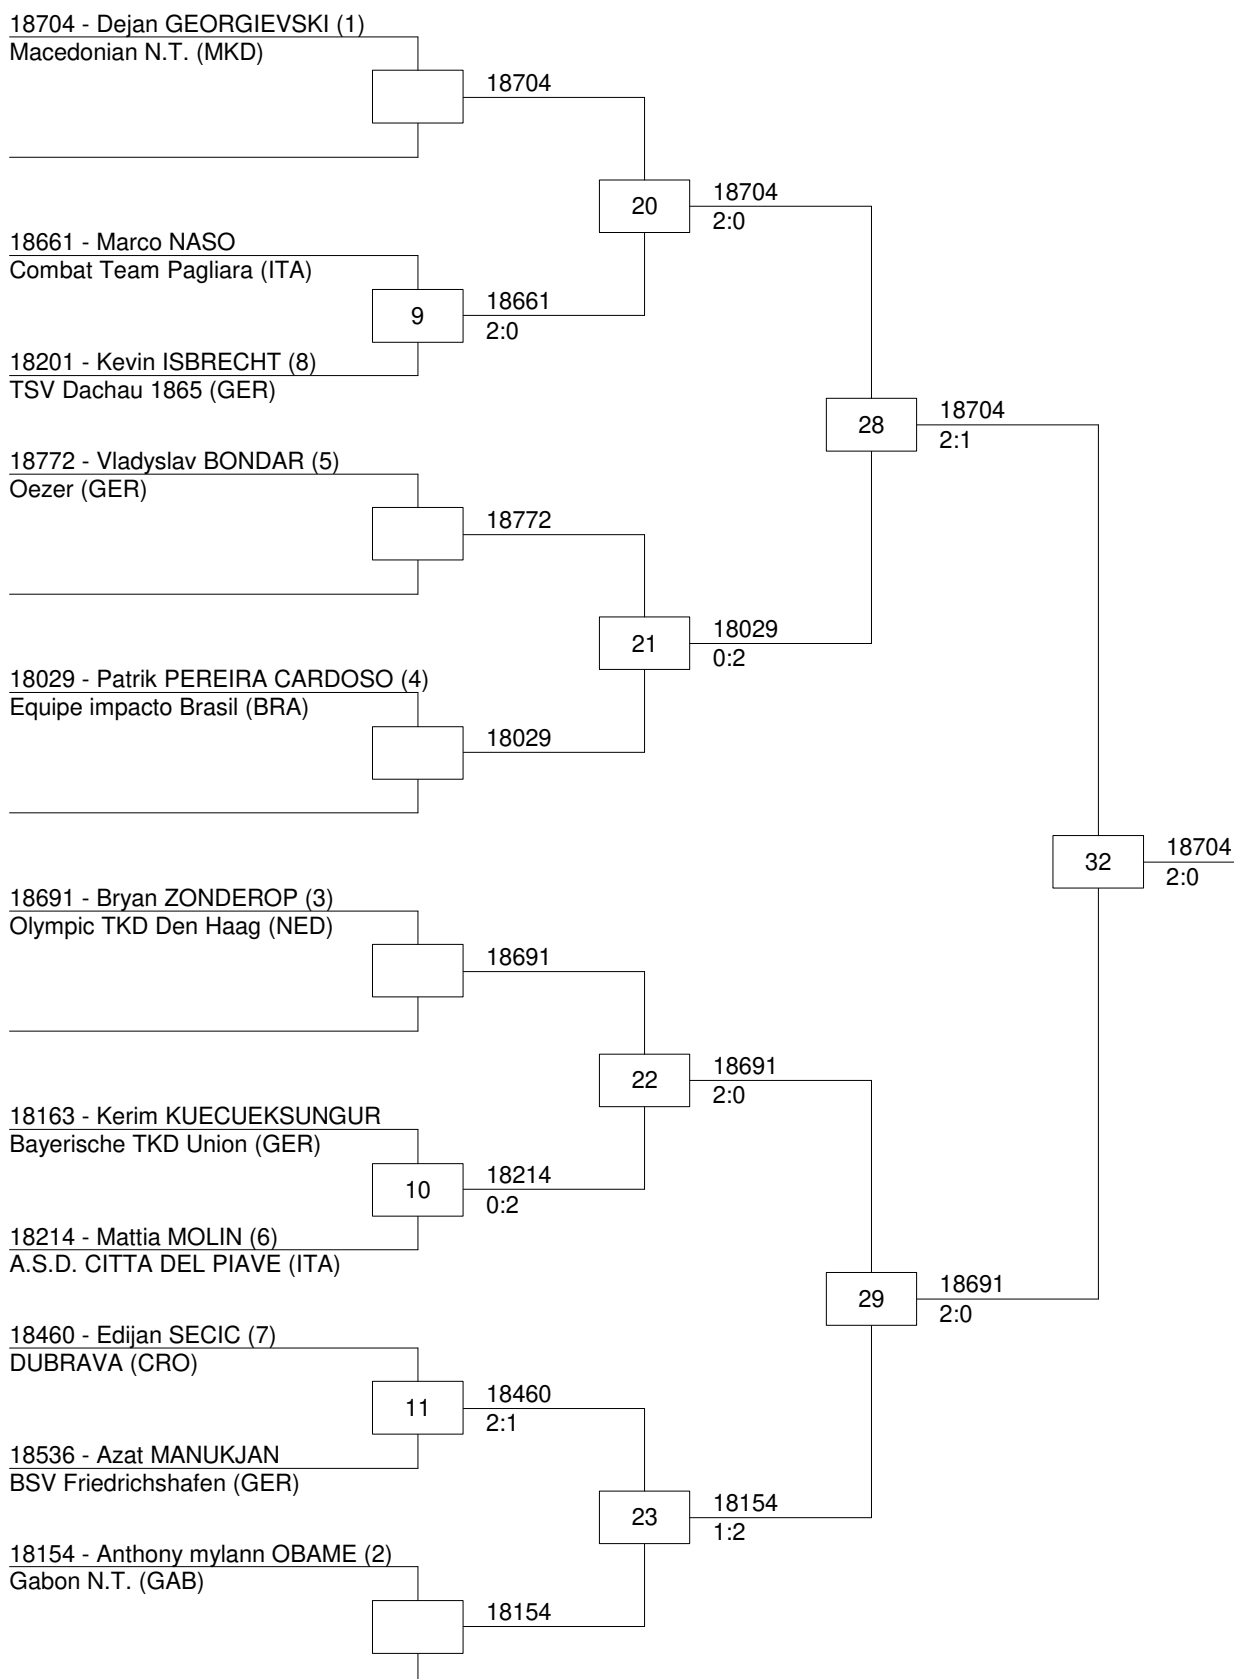 18704 - Dejan GEORGIEVSKI (1)
Macedonian N.T. (MKD)
18704
20
18704
2:0
18661 - Marco NASO
Combat Team Pagliara (ITA)
9
18661
2:0
18201 - Kevin ISBRECHT (8)
TSV Dachau 1865 (GER)
28
18704
2:1
18772 - Vladyslav BONDAR (5)
Oezer (GER)
18772
21
18029
0:2
18029 - Patrik PEREIRA CARDOSO (4)
Equipe impacto Brasil (BRA)
18029
32
18704
2:0
18691 - Bryan ZONDEROP (3)
Olympic TKD Den Haag (NED)
18691
22
18691
2:0
18163 - Kerim KUECUEKSUNGUR
Bayerische TKD Union (GER)
10
18214
0:2
18214 - Mattia MOLIN (6)
A.S.D. CITTA DEL PIAVE (ITA)
29
18691
2:0
18460 - Edijan SECIC (7)
DUBRAVA (CRO)
11
18460
2:1
18536 - Azat MANUKJAN
BSV Friedrichshafen (GER)
23
18154
1:2
18154 - Anthony mylann OBAME (2)
Gabon N.T. (GAB)
18154